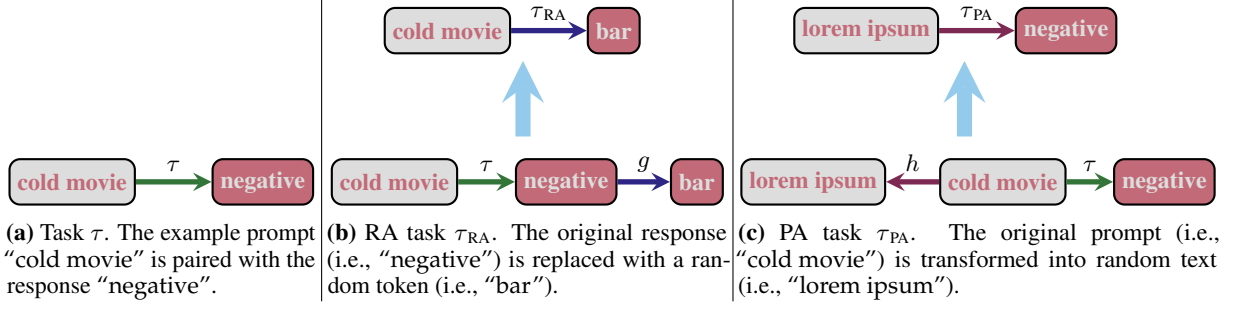 cold movie τ negative
(a) Task τ. The example prompt
“cold movie” is paired with the
response “negative”.
cold movie τ_RA bar
cold movie τ negative g bar
(b) RA task τ_RA. The original response
(i.e., “negative”) is replaced with a ran-
dom token (i.e., “bar”).
lorem ipsum τ_PA negative
lorem ipsum h cold movie τ negative
(c) PA task τ_PA. The original prompt (i.e.,
“cold movie”) is transformed into random text
(i.e., “lorem ipsum”).